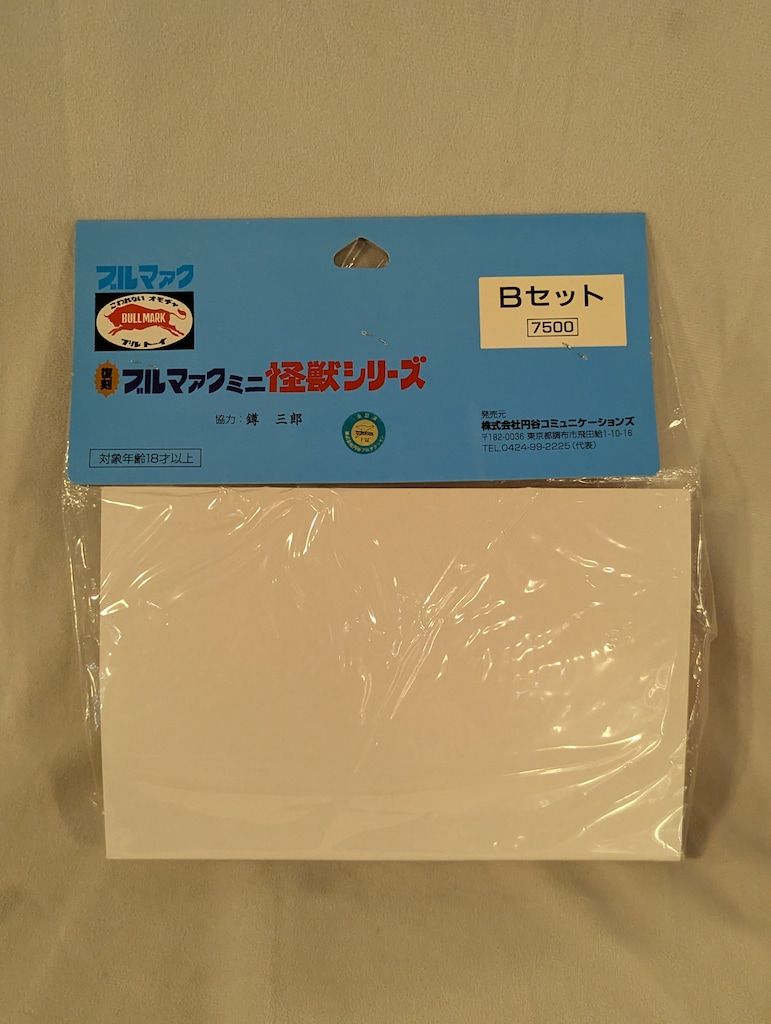 ブルマァク
こわれない オモチャ
BULLMARK
ブルトイ
Bセット
7500
復刻
ブルマァクミニ怪獣シリーズ
協力：鐏 三郎
対象年齢18才以上
発売元
株式会社円谷コミュニケーションズ
〒182-0036 東京都調布市飛田給1-10-16
TEL.0424-99-2225（代表）